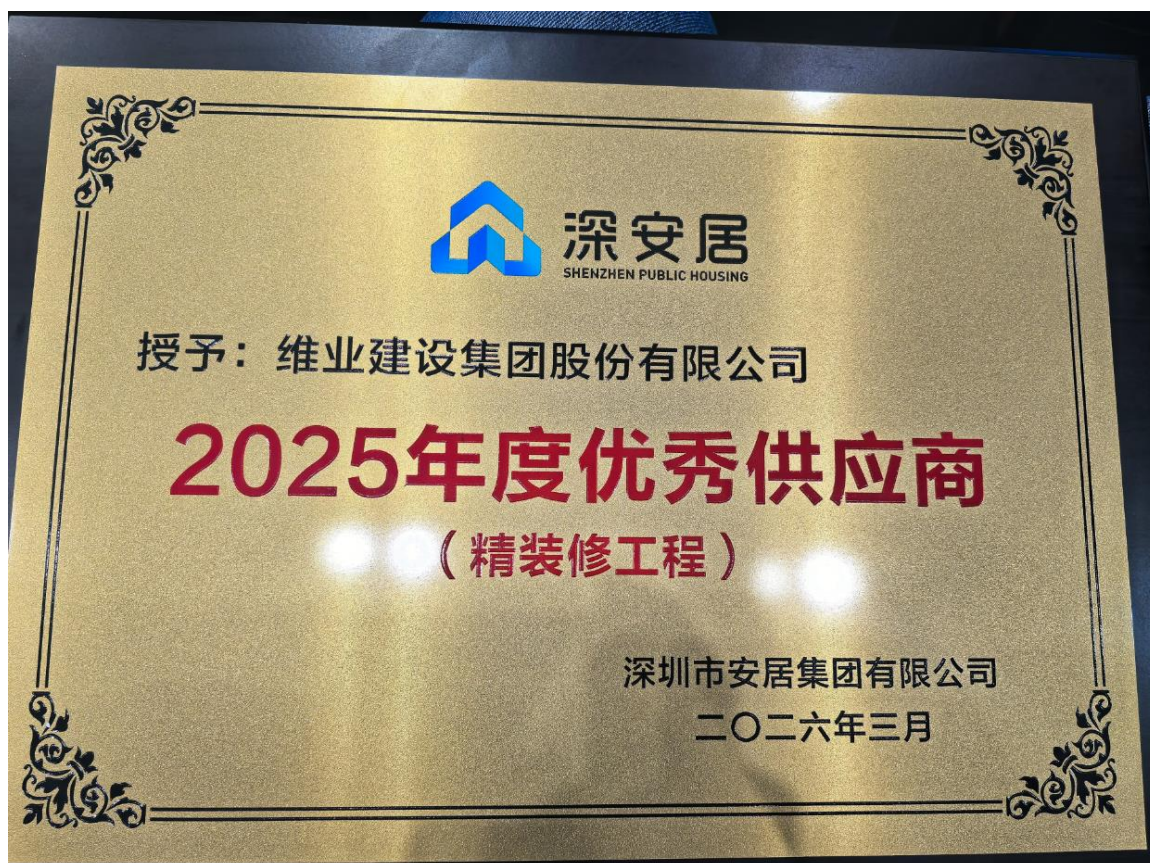 深安居
SHENZHEN PUBLIC HOUSING
授予：维业建设集团股份有限公司
2025年度优秀供应商
（精装修工程）
深圳市安居集团有限公司
二〇二六年三月